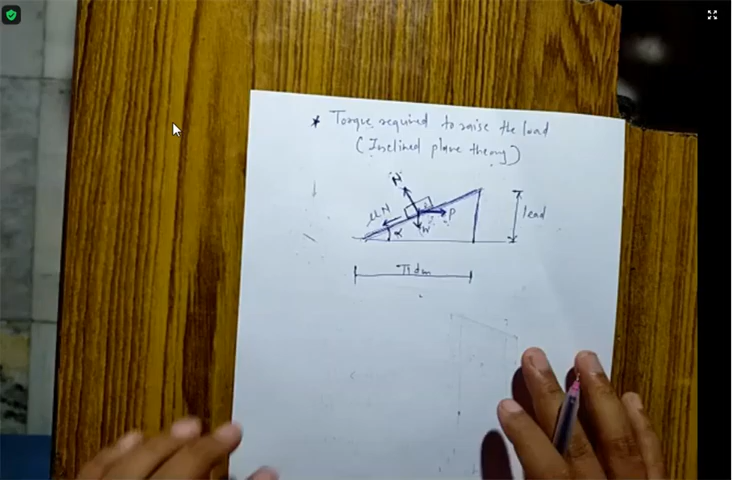 * Torque required to raise the load
(Inclined plane theory)
N
μN
P
W
α
lead
πdm